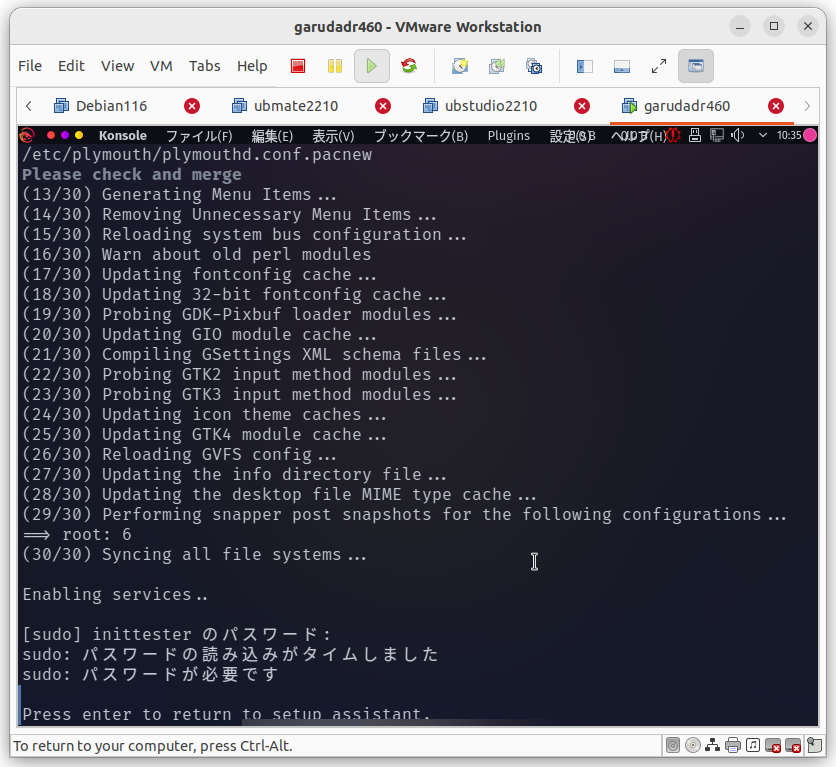 garudadr460 - VMware Workstation
File Edit View VM Tabs Help
Debian116 ubmate2210 ubstudio2210 garudadr460
Konsole ファイル(F) 編集(E) 表示(V) ブックマーク(B) Plugins 設定(S) ヘルプ(H) 10:35
/etc/plymouth/plymouthd.conf.pacnew
Please check and merge
(13/30) Generating Menu Items...
(14/30) Removing Unnecessary Menu Items...
(15/30) Reloading system bus configuration...
(16/30) Warn about old perl modules
(17/30) Updating fontconfig cache...
(18/30) Updating 32-bit fontconfig cache...
(19/30) Probing GDK-Pixbuf loader modules...
(20/30) Updating GIO module cache...
(21/30) Compiling GSettings XML schema files...
(22/30) Probing GTK2 input method modules...
(23/30) Probing GTK3 input method modules...
(24/30) Updating icon theme caches...
(25/30) Updating GTK4 module cache...
(26/30) Reloading GVFS config...
(27/30) Updating the info directory file...
(28/30) Updating the desktop file MIME type cache...
(29/30) Performing snapper post snapshots for the following configurations...
==> root: 6
(30/30) Syncing all file systems...
Enabling services..
[sudo] inittester のパスワード:
sudo: パスワードの読み込みがタイムしました
sudo: パスワードが必要です
Press enter to return to setup assistant.
To return to your computer, press Ctrl-Alt.